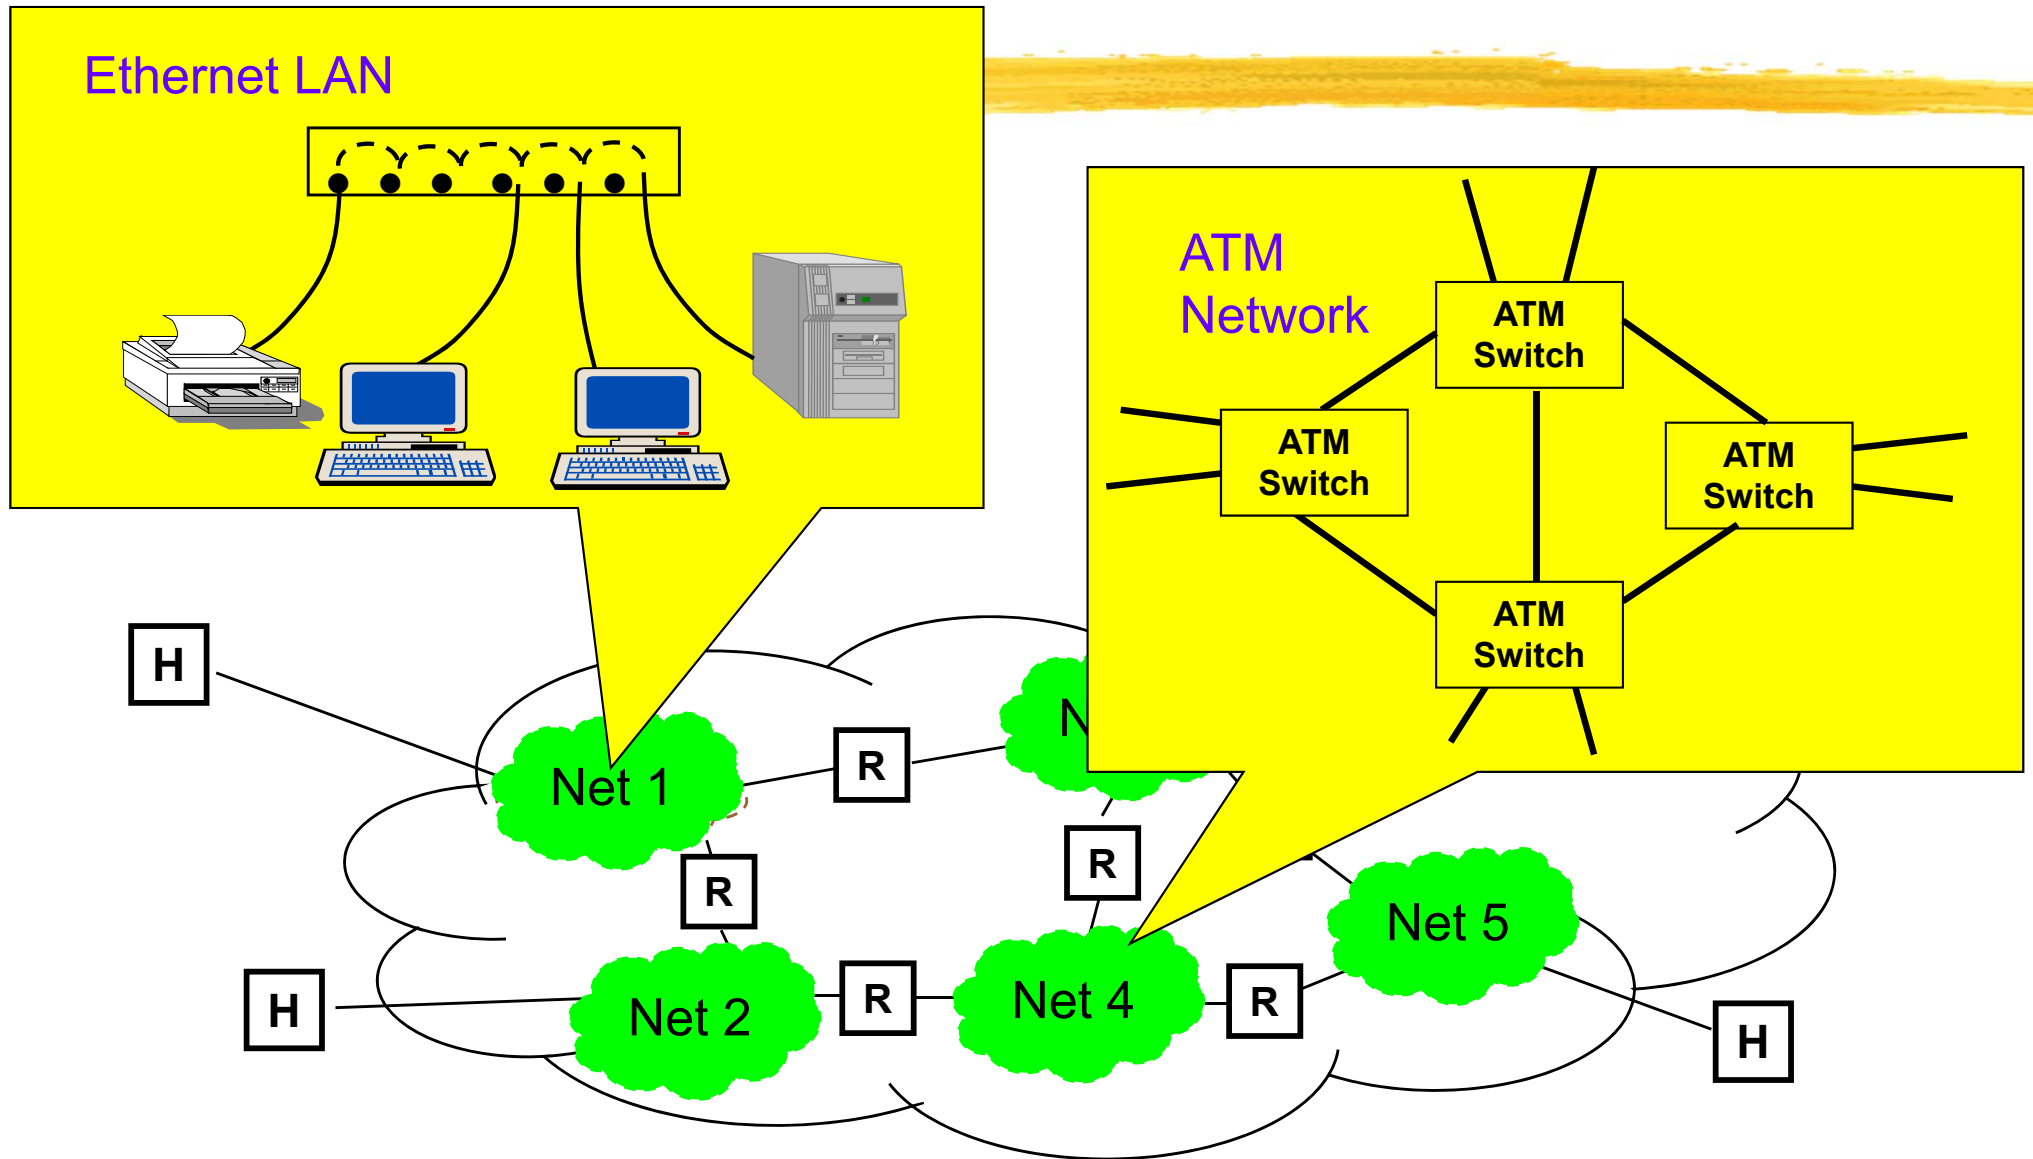 Ethernet LAN
ATM
Network
ATM
Switch
ATM
Switch
ATM
Switch
ATM
Switch
H
R
Net 1
R
R
Net 5
Net 2
R
Net 4
R
H
H